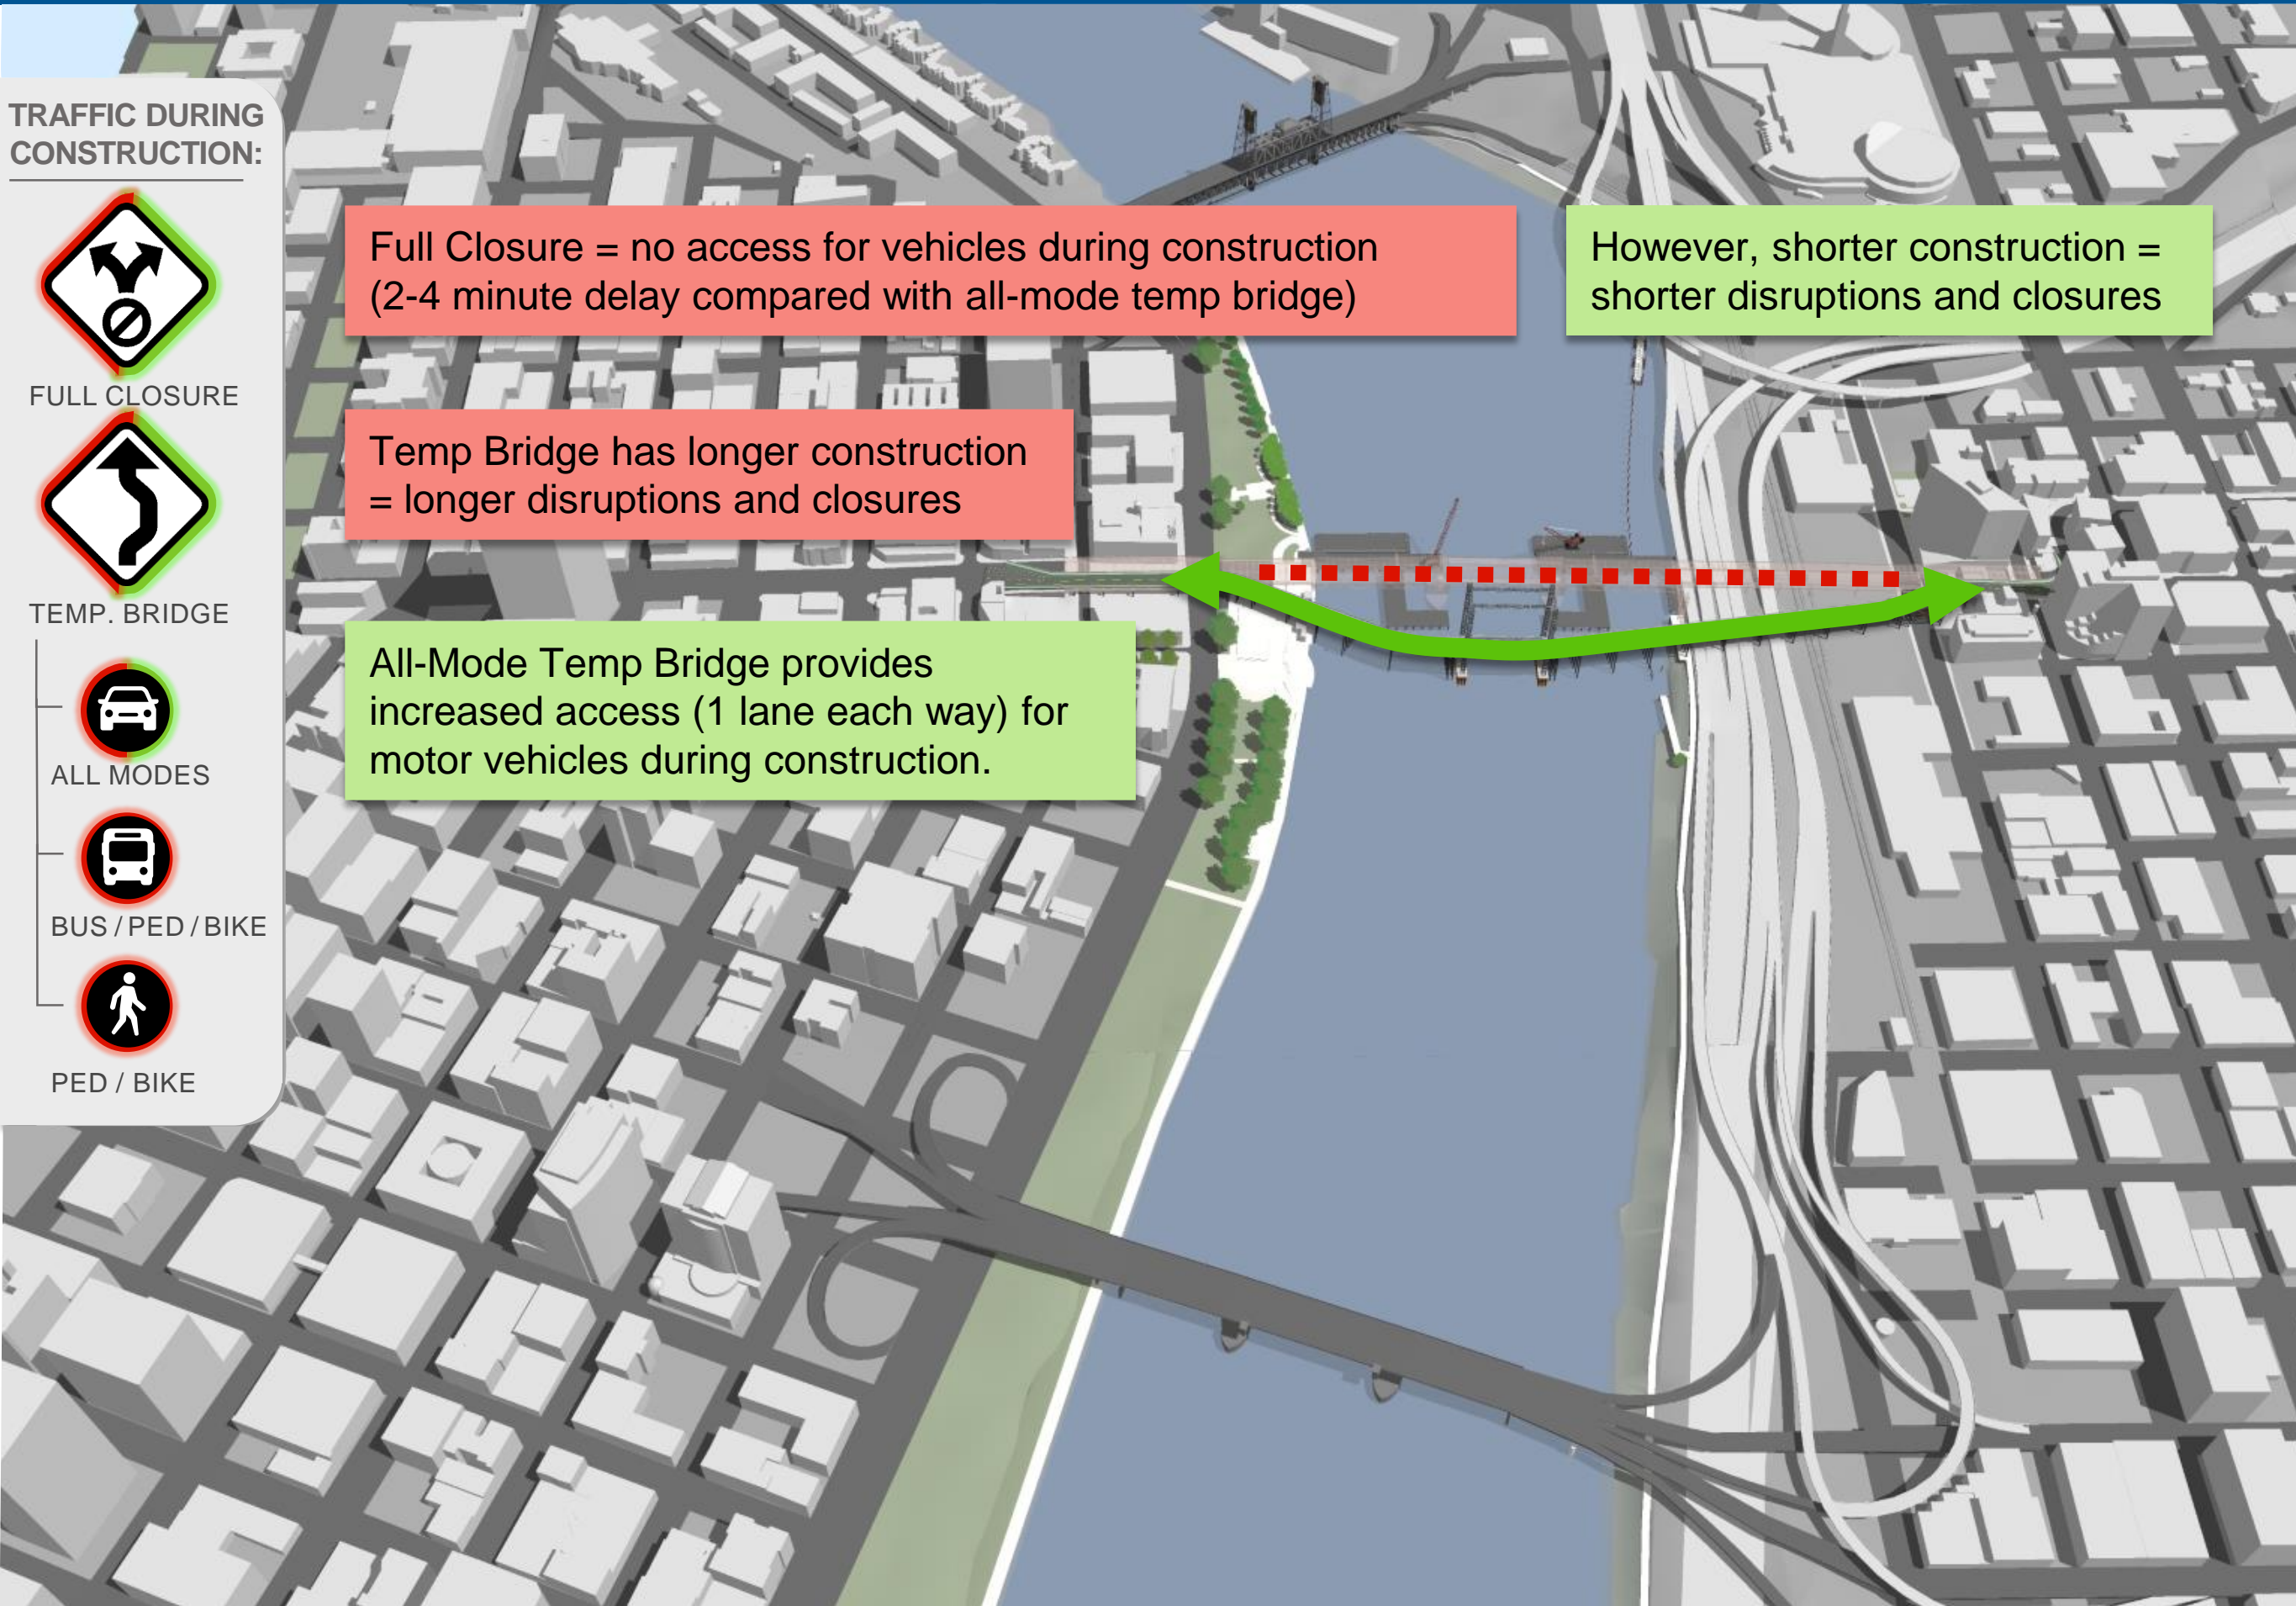 TRAFFIC DURING
CONSTRUCTION:
FULL CLOSURE
TEMP. BRIDGE
ALL MODES
BUS / PED / BIKE
PED / BIKE
Full Closure = no access for vehicles during construction
(2-4 minute delay compared with all-mode temp bridge)
However, shorter construction =
shorter disruptions and closures
Temp Bridge has longer construction
= longer disruptions and closures
All-Mode Temp Bridge provides
increased access (1 lane each way) for
motor vehicles during construction.